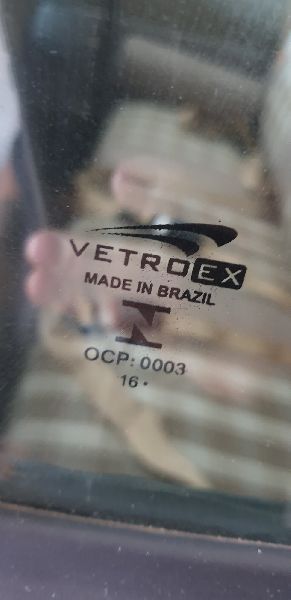 VETROEX
MADE IN BRAZIL
OCP: 0003
16 •